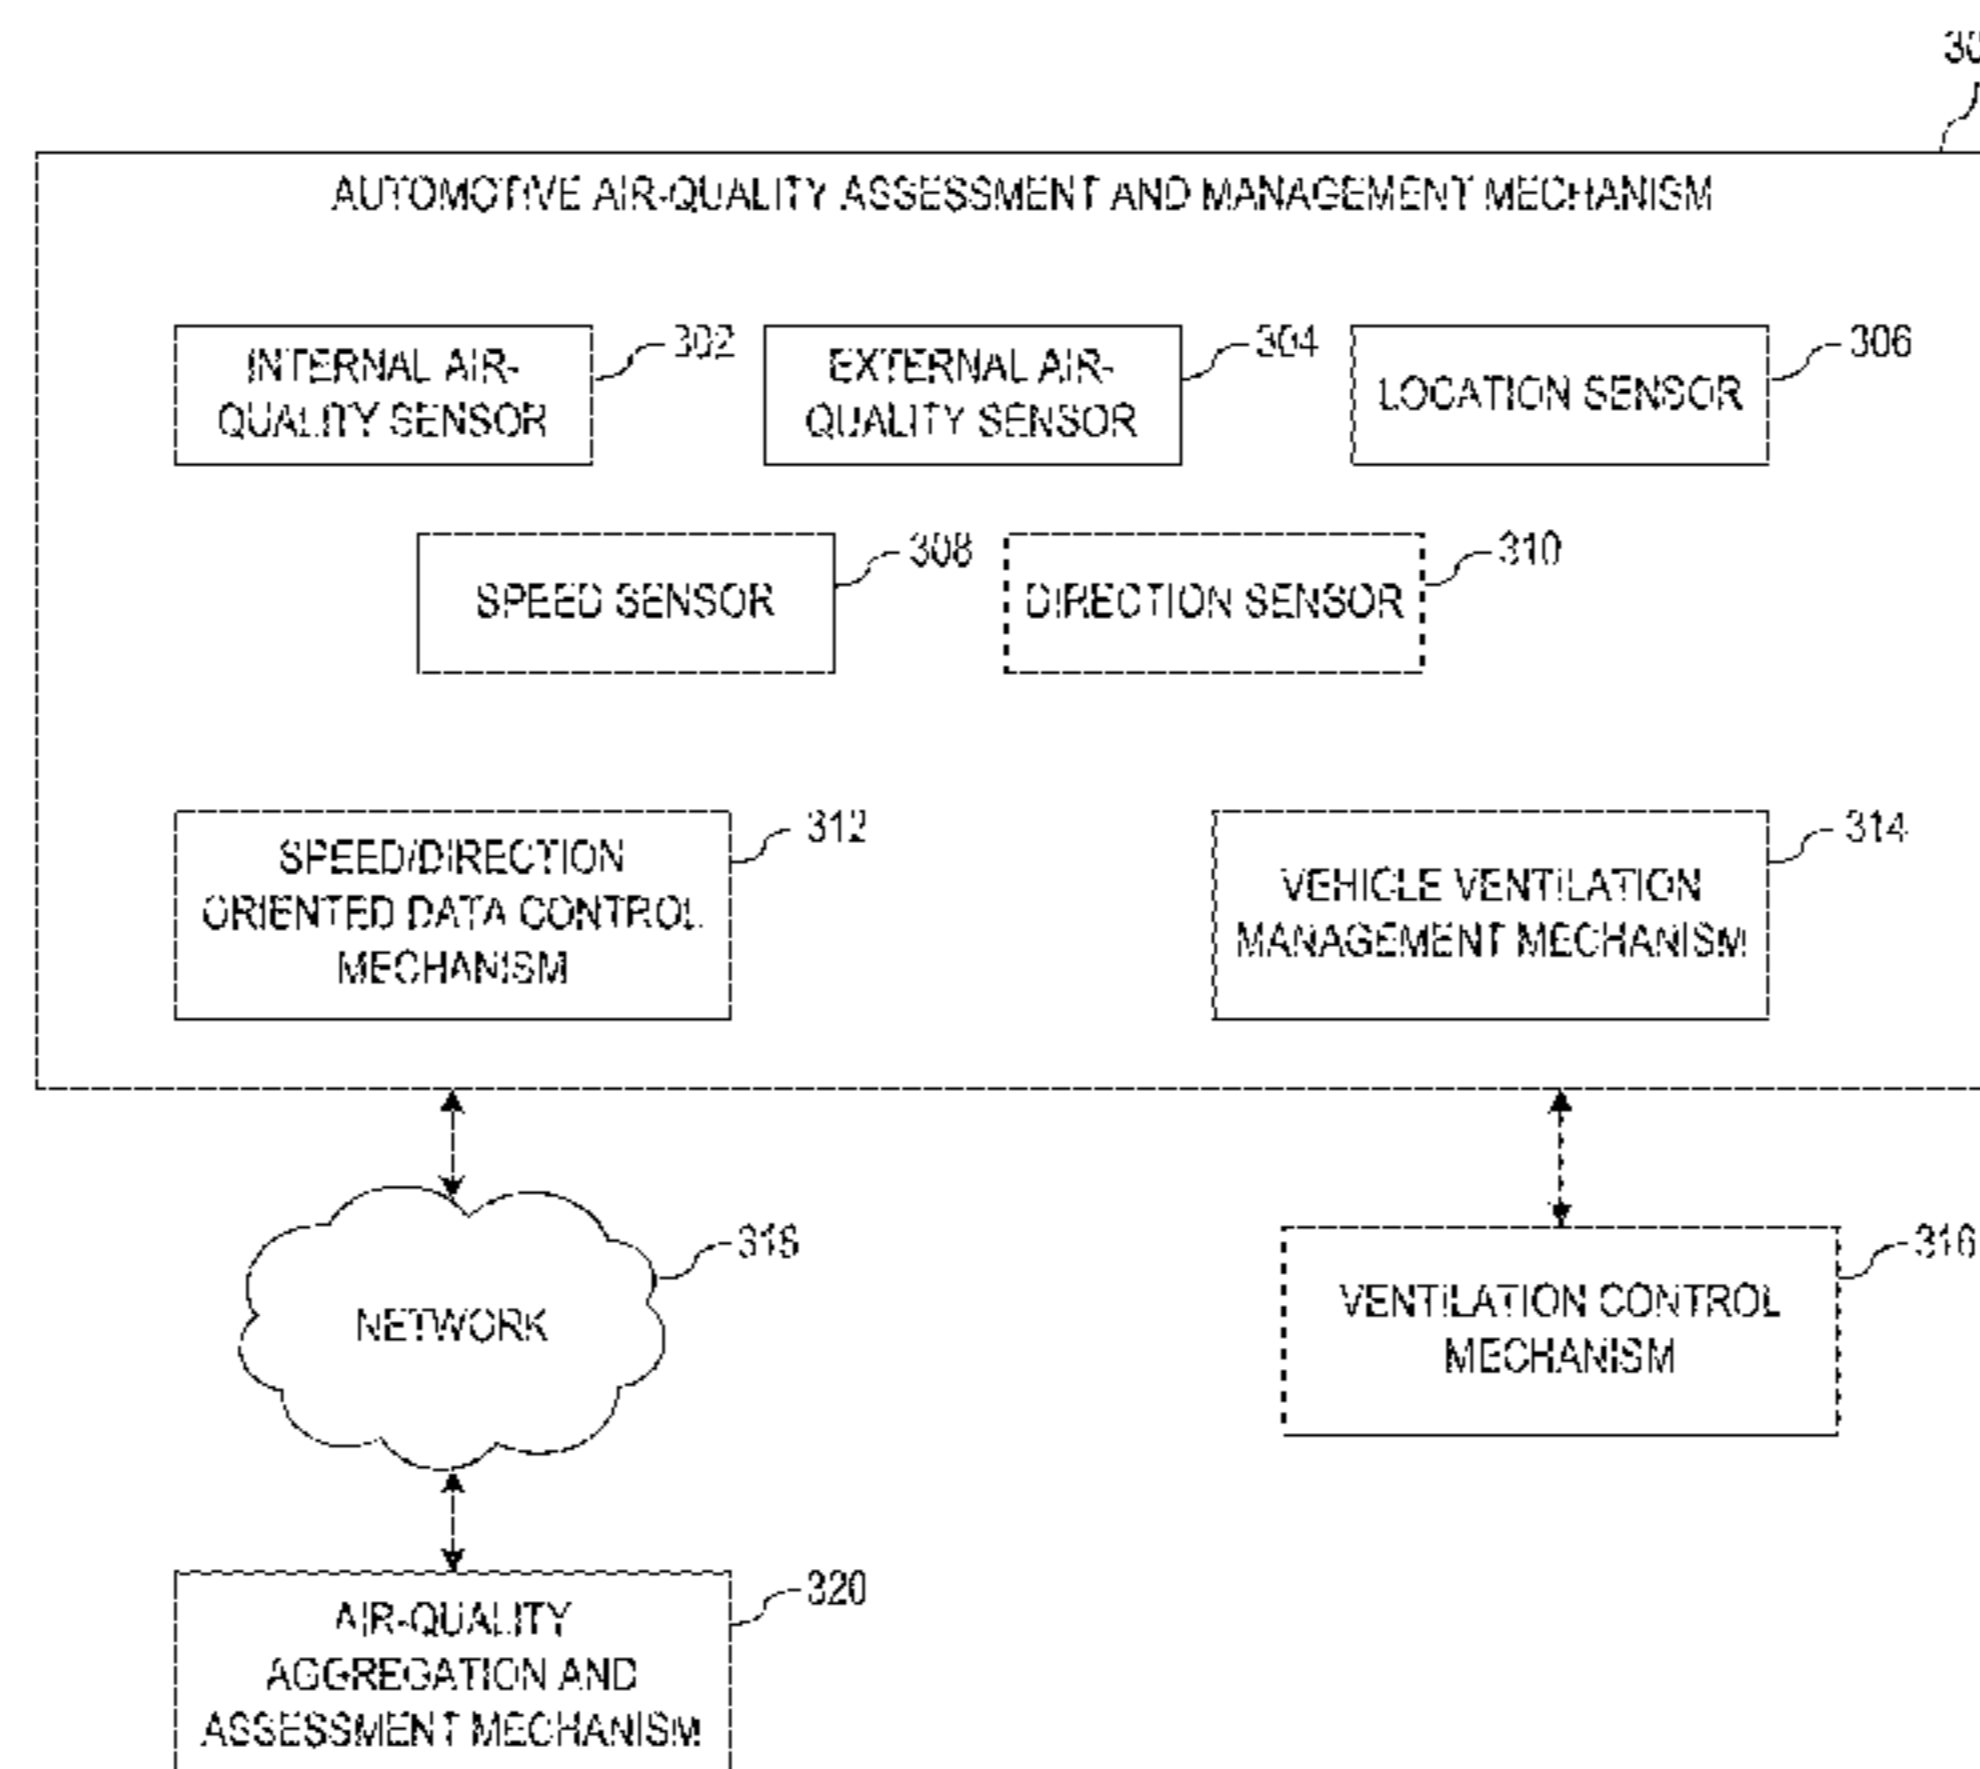 30
AUTOMOTIVE AIR-QUALITY ASSESSMENT AND MANAGEMENT MECHANISM
INTERNAL AIR-
QUALITY SENSOR
302
EXTERNAL AIR-
QUALITY SENSOR
304
LOCATION SENSOR
306
SPEED SENSOR
308
DIRECTION SENSOR
310
SPEED/DIRECTION
ORIENTED DATA CONTROL
MECHANISM
312
VEHICLE VENTILATION
MANAGEMENT MECHANISM
314
NETWORK
318
VENTILATION CONTROL
MECHANISM
316
AIR-QUALITY
AGGREGATION AND
ASSESSMENT MECHANISM
320